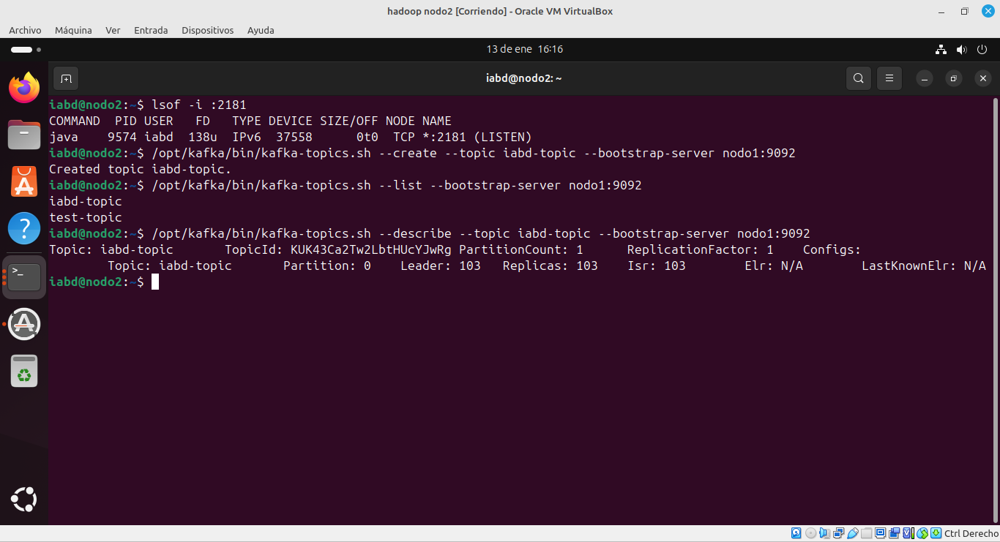 hadoop nodo2 [Corriendo] - Oracle VM VirtualBox
Archivo Máquina Ver Entrada Dispositivos Ayuda
13 de ene 16:16
iabd@nodo2: ~
iabd@nodo2:~$ lsof -i :2181
COMMAND PID USER FD TYPE DEVICE SIZE/OFF NODE NAME
java 9574 iabd 138u IPv6 37558 0t0 TCP *:2181 (LISTEN)
iabd@nodo2:~$ /opt/kafka/bin/kafka-topics.sh --create --topic iabd-topic --bootstrap-server nodo1:9092
Created topic iabd-topic.
iabd@nodo2:~$ /opt/kafka/bin/kafka-topics.sh --list --bootstrap-server nodo1:9092
iabd-topic
test-topic
iabd@nodo2:~$ /opt/kafka/bin/kafka-topics.sh --describe --topic iabd-topic --bootstrap-server nodo1:9092
Topic: iabd-topic TopicId: KUK43Ca2Tw2LbtHUcYJwRg PartitionCount: 1 ReplicationFactor: 1 Configs:
Topic: iabd-topic Partition: 0 Leader: 103 Replicas: 103 Isr: 103 Elr: N/A LastKnownElr: N/A
iabd@nodo2:~$
Ctrl Derecho